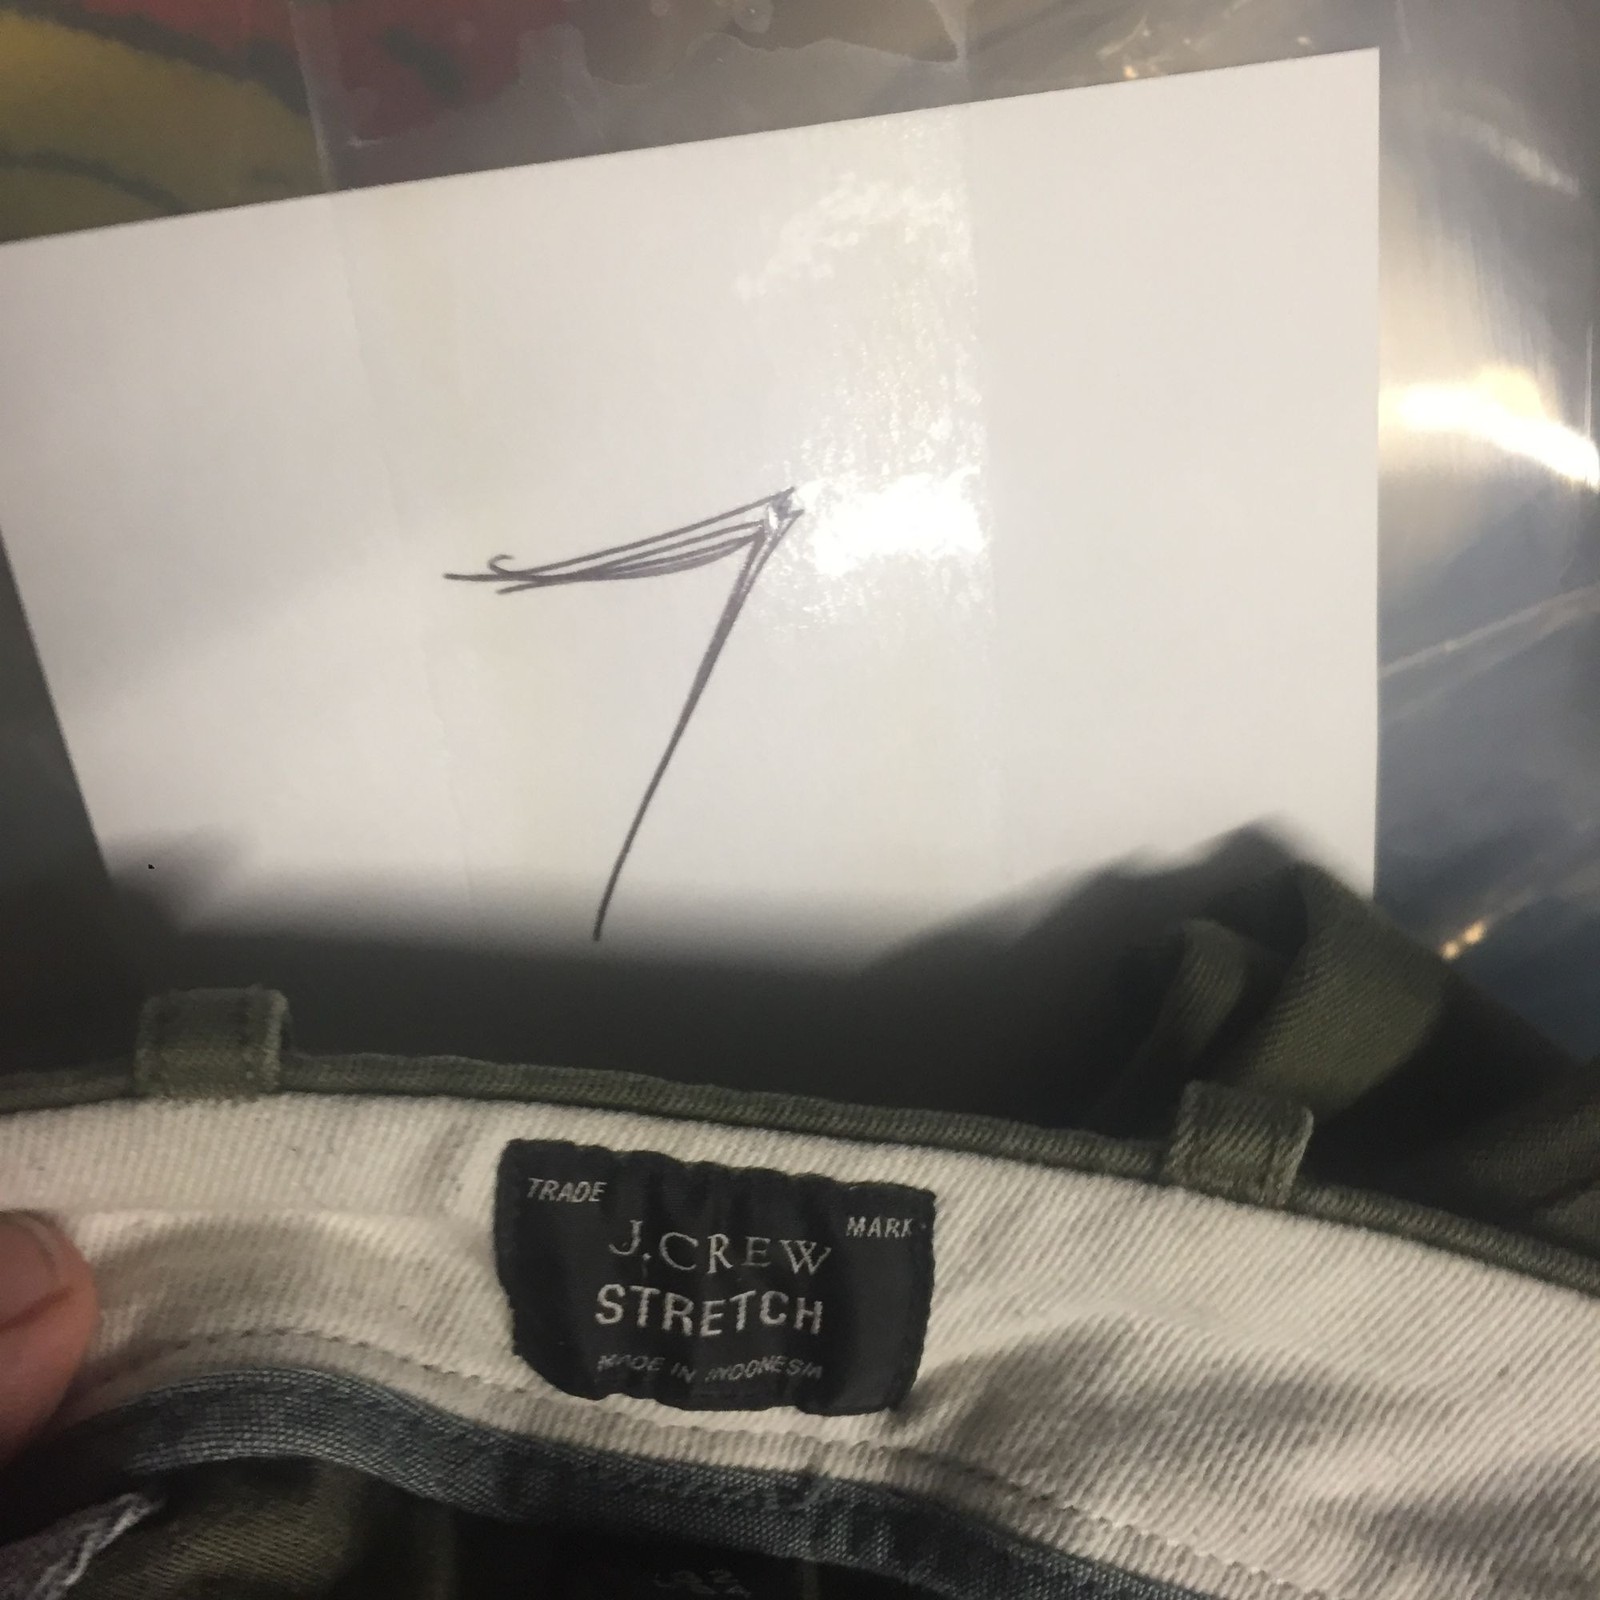 7
TRADE MARK
J.CREW
STRETCH
MADE IN INDONESIA